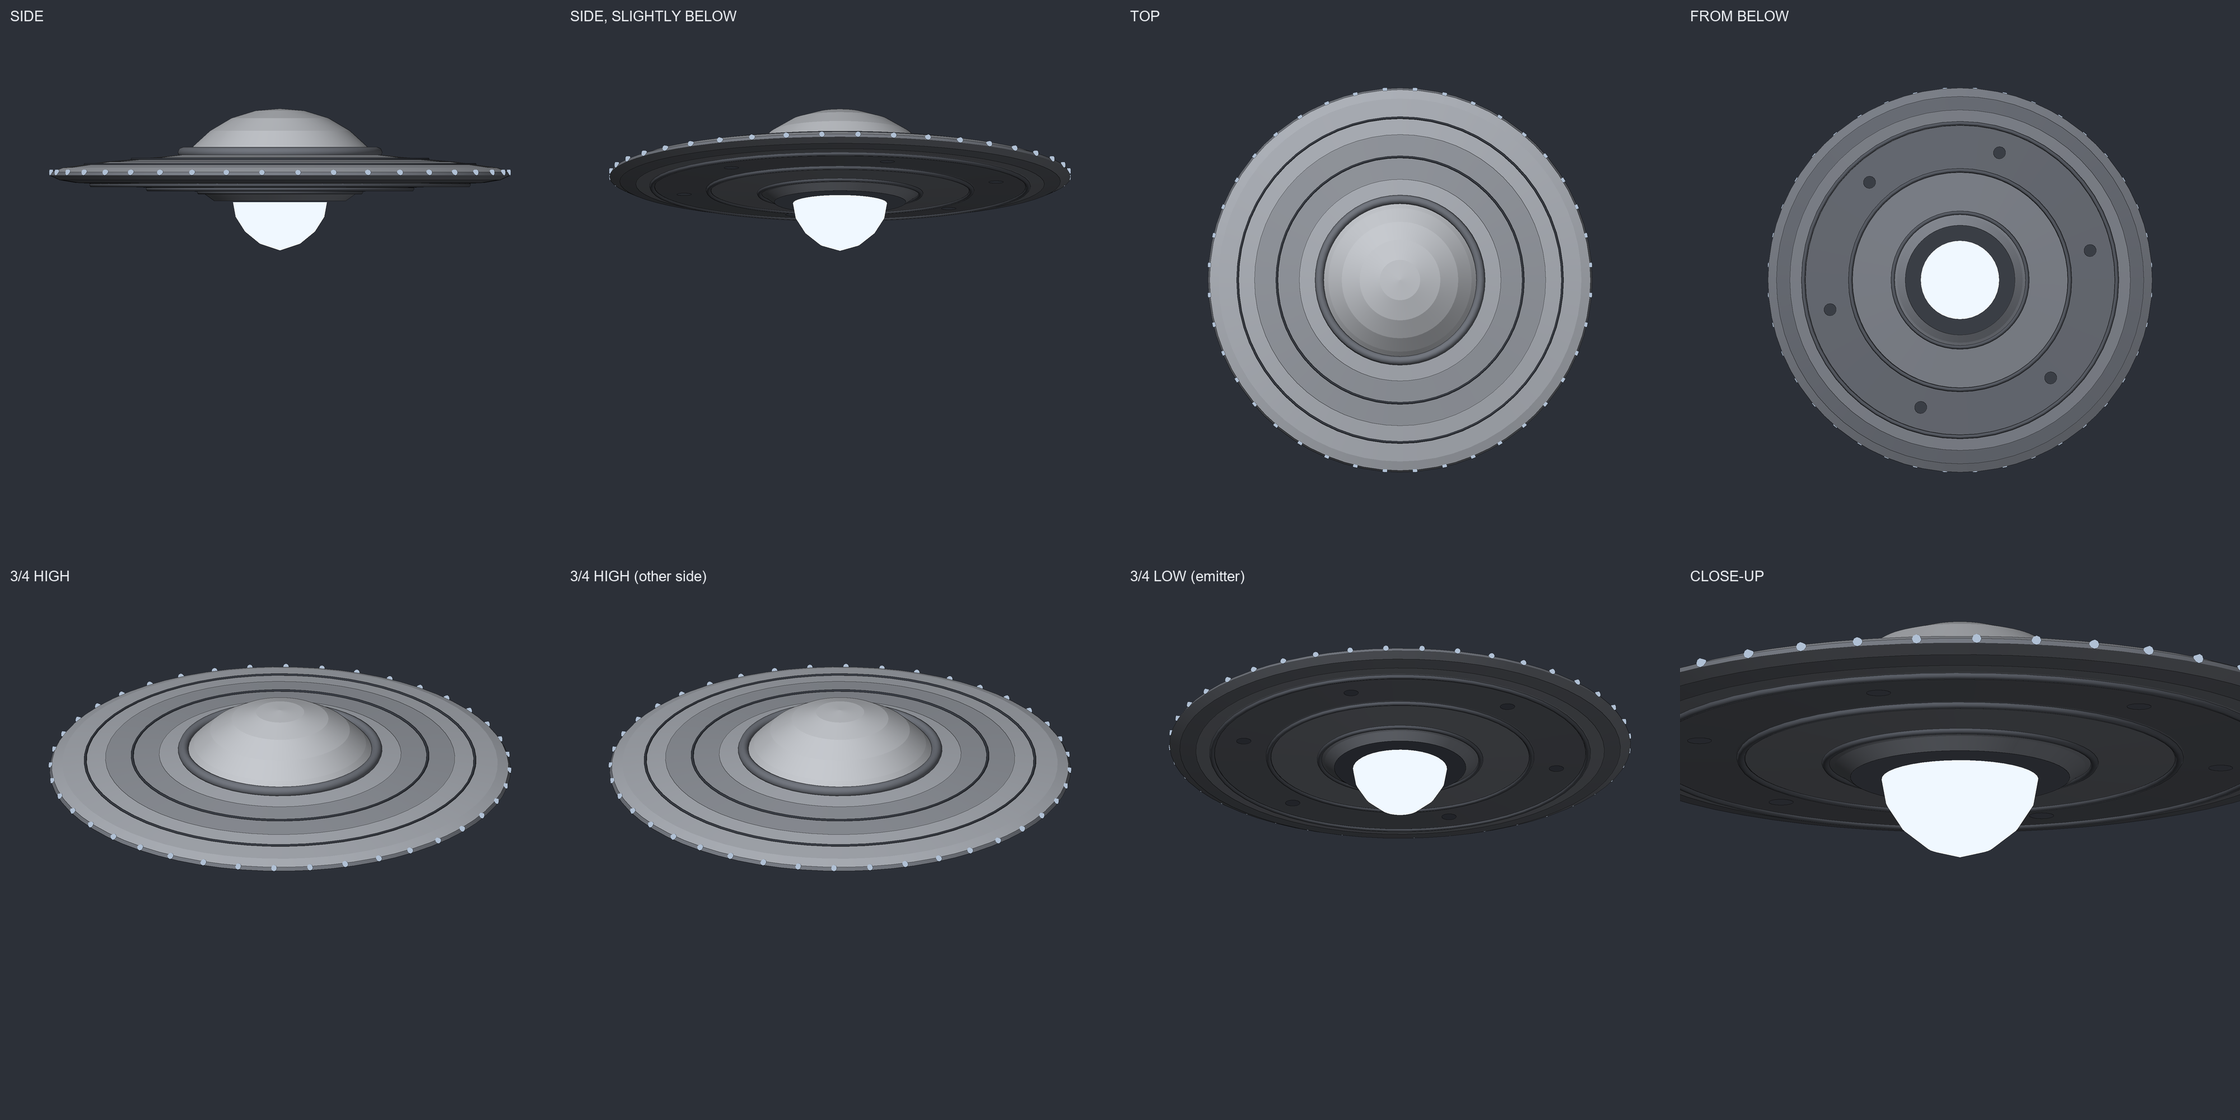 SIDE
SIDE, SLIGHTLY BELOW
TOP
FROM BELOW
3/4 HIGH
3/4 HIGH (other side)
3/4 LOW (emitter)
CLOSE-UP